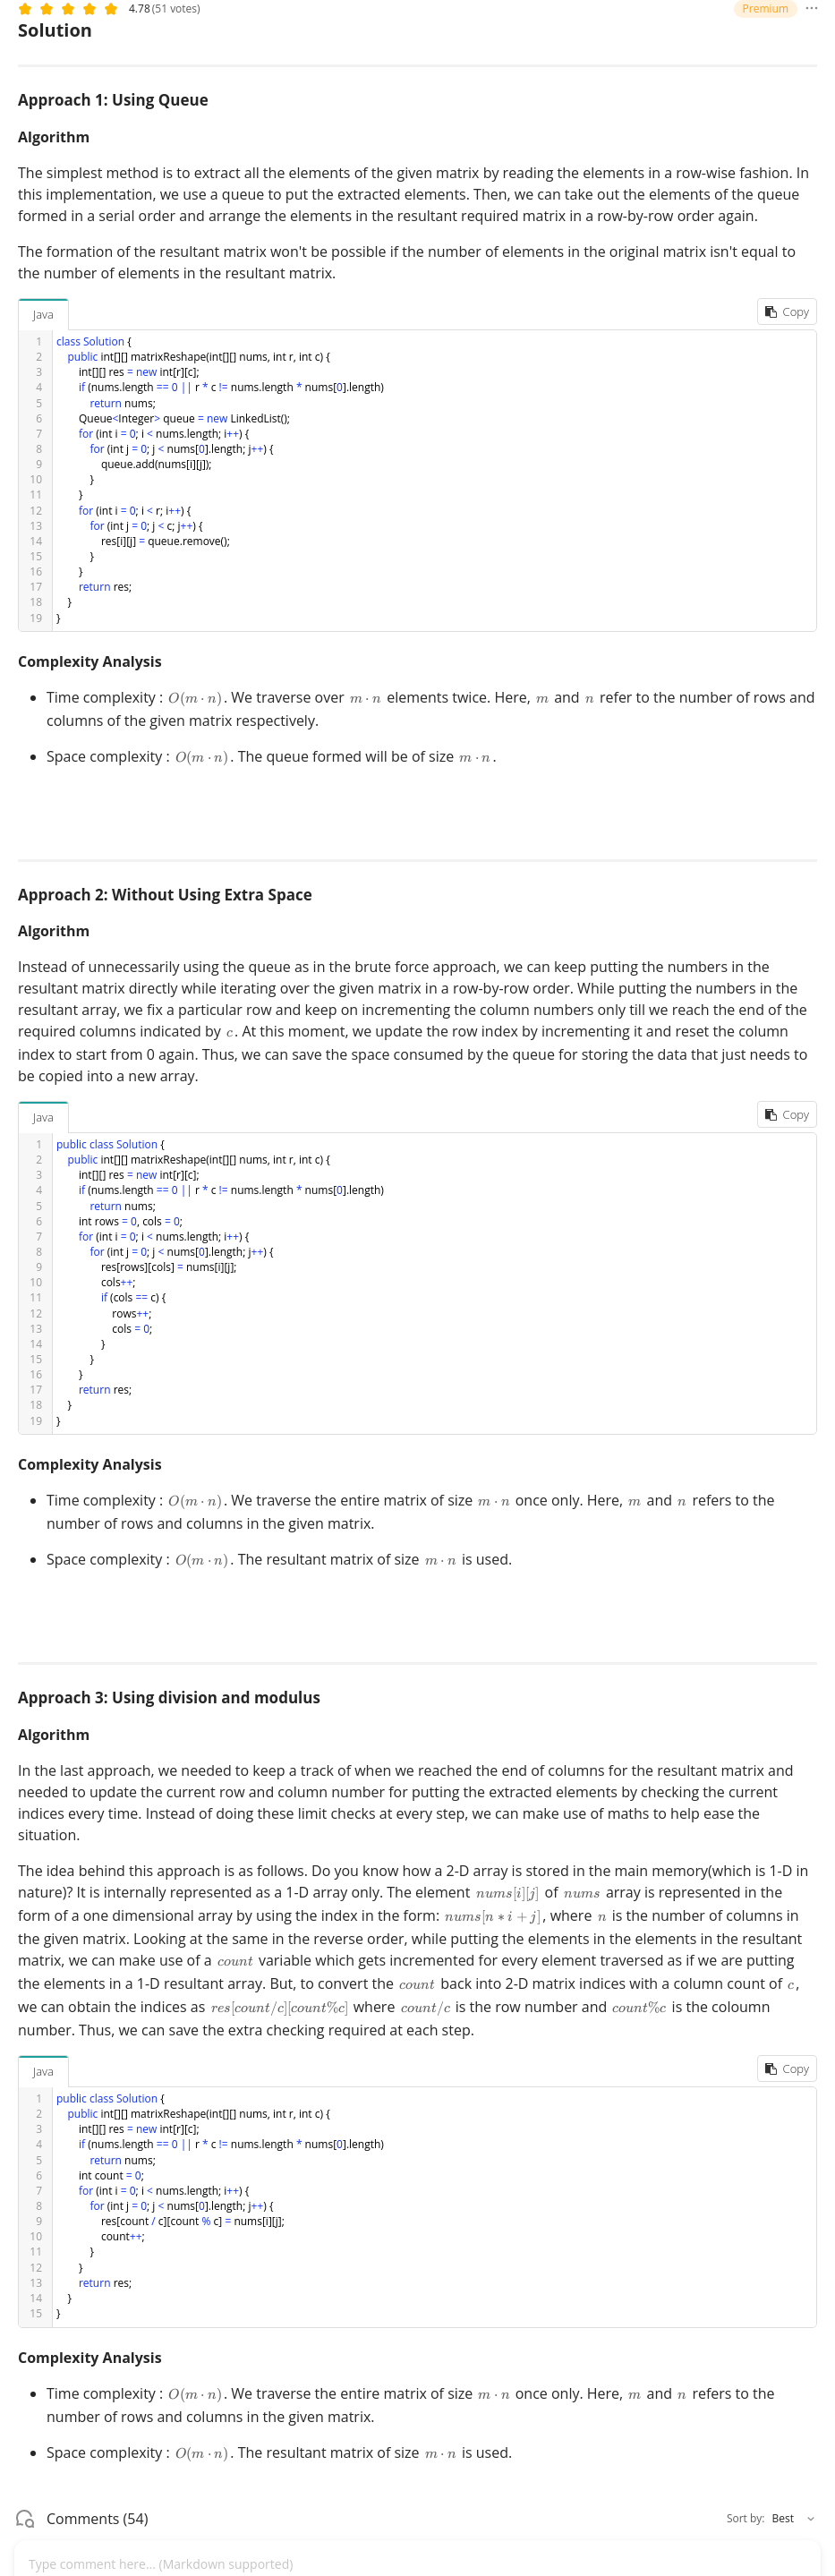 4.78 (51 votes)
Premium
Solution
Approach 1: Using Queue
Algorithm
The simplest method is to extract all the elements of the given matrix by reading the elements in a row-wise fashion. In
this implementation, we use a queue to put the extracted elements. Then, we can take out the elements of the queue
formed in a serial order and arrange the elements in the resultant required matrix in a row-by-row order again.
The formation of the resultant matrix won't be possible if the number of elements in the original matrix isn't equal to
the number of elements in the resultant matrix.
Java
Copy
1 class Solution {
2 public int[][] matrixReshape(int[][] nums, int r, int c) {
3 int[][] res = new int[r][c];
4 if (nums.length == 0 || r * c != nums.length * nums[0].length)
5 return nums;
6 Queue<Integer> queue = new LinkedList();
7 for (int i = 0; i < nums.length; i++) {
8 for (int j = 0; j < nums[0].length; j++) {
9 queue.add(nums[i][j]);
10 }
11 }
12 for (int i = 0; i < r; i++) {
13 for (int j = 0; j < c; j++) {
14 res[i][j] = queue.remove();
15 }
16 }
17 return res;
18 }
19 }
Complexity Analysis
• Time complexity : O(m · n). We traverse over m · n elements twice. Here, m and n refer to the number of rows and
columns of the given matrix respectively.
• Space complexity : O(m · n). The queue formed will be of size m · n.
Approach 2: Without Using Extra Space
Algorithm
Instead of unnecessarily using the queue as in the brute force approach, we can keep putting the numbers in the
resultant matrix directly while iterating over the given matrix in a row-by-row order. While putting the numbers in the
resultant array, we fix a particular row and keep on incrementing the column numbers only till we reach the end of the
required columns indicated by c. At this moment, we update the row index by incrementing it and reset the column
index to start from 0 again. Thus, we can save the space consumed by the queue for storing the data that just needs to
be copied into a new array.
Java
Copy
1 public class Solution {
2 public int[][] matrixReshape(int[][] nums, int r, int c) {
3 int[][] res = new int[r][c];
4 if (nums.length == 0 || r * c != nums.length * nums[0].length)
5 return nums;
6 int rows = 0, cols = 0;
7 for (int i = 0; i < nums.length; i++) {
8 for (int j = 0; j < nums[0].length; j++) {
9 res[rows][cols] = nums[i][j];
10 cols++;
11 if (cols == c) {
12 rows++;
13 cols = 0;
14 }
15 }
16 }
17 return res;
18 }
19 }
Complexity Analysis
• Time complexity : O(m · n). We traverse the entire matrix of size m · n once only. Here, m and n refers to the
number of rows and columns in the given matrix.
• Space complexity : O(m · n). The resultant matrix of size m · n is used.
Approach 3: Using division and modulus
Algorithm
In the last approach, we needed to keep a track of when we reached the end of columns for the resultant matrix and
needed to update the current row and column number for putting the extracted elements by checking the current
indices every time. Instead of doing these limit checks at every step, we can make use of maths to help ease the
situation.
The idea behind this approach is as follows. Do you know how a 2-D array is stored in the main memory(which is 1-D in
nature)? It is internally represented as a 1-D array only. The element nums[i][j] of nums array is represented in the
form of a one dimensional array by using the index in the form: nums[n ∗ i + j], where n is the number of columns in
the given matrix. Looking at the same in the reverse order, while putting the elements in the elements in the resultant
matrix, we can make use of a count variable which gets incremented for every element traversed as if we are putting
the elements in a 1-D resultant array. But, to convert the count back into 2-D matrix indices with a column count of c,
we can obtain the indices as res[count/c][count%c] where count/c is the row number and count%c is the coloumn
number. Thus, we can save the extra checking required at each step.
Java
Copy
1 public class Solution {
2 public int[][] matrixReshape(int[][] nums, int r, int c) {
3 int[][] res = new int[r][c];
4 if (nums.length == 0 || r * c != nums.length * nums[0].length)
5 return nums;
6 int count = 0;
7 for (int i = 0; i < nums.length; i++) {
8 for (int j = 0; j < nums[0].length; j++) {
9 res[count / c][count % c] = nums[i][j];
10 count++;
11 }
12 }
13 return res;
14 }
15 }
Complexity Analysis
• Time complexity : O(m · n). We traverse the entire matrix of size m · n once only. Here, m and n refers to the
number of rows and columns in the given matrix.
• Space complexity : O(m · n). The resultant matrix of size m · n is used.
Comments (54)
Sort by: Best
Type comment here... (Markdown supported)